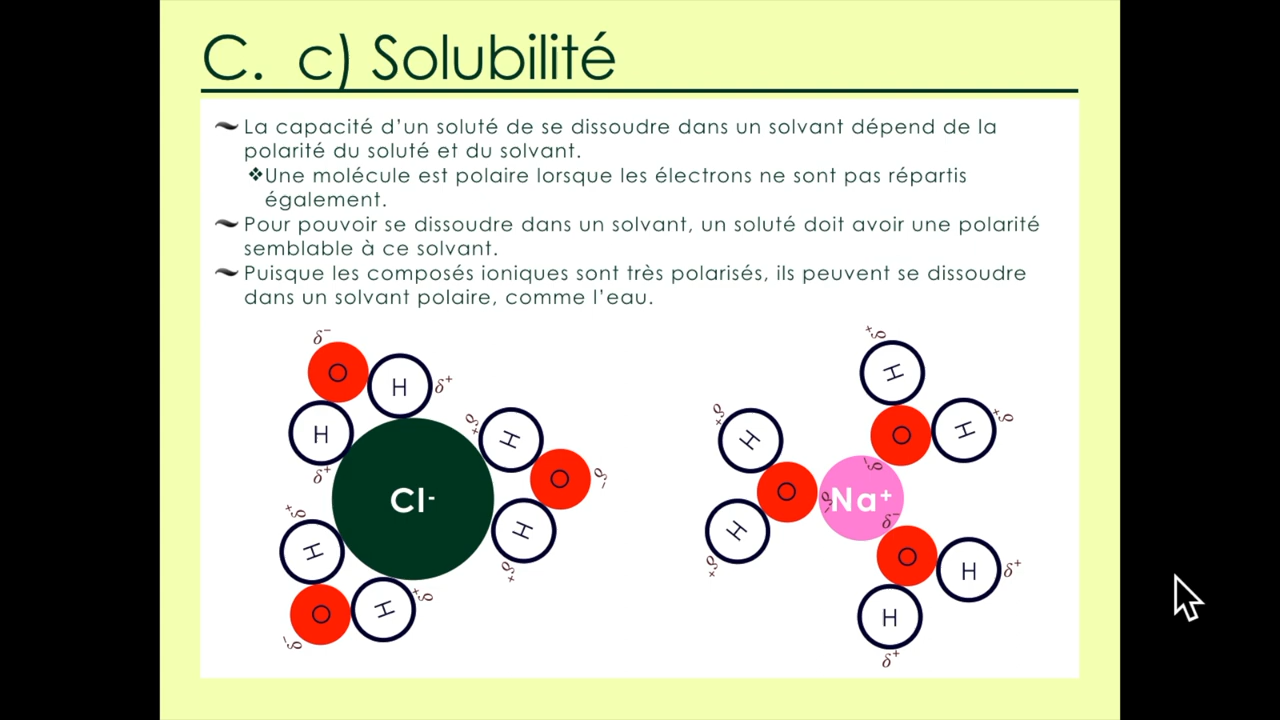 C. c) Solubilité
La capacité d'un soluté de se dissoudre dans un solvant dépend de la
polarité du soluté et du solvant.
❖Une molécule est polaire lorsque les électrons ne sont pas répartis
également.
Pour pouvoir se dissoudre dans un solvant, un soluté doit avoir une polarité
semblable à ce solvant.
Puisque les composés ioniques sont très polarisés, ils peuvent se dissoudre
dans un solvant polaire, comme l'eau.
δ⁻
O
H
δ⁺
H
δ⁺
δ⁺
H
O
δ⁻
H
δ⁺
Cl⁻
δ⁺
H
O
δ⁻
H
δ⁺
δ⁺
H
O
δ⁻
H
δ⁺
δ⁺
H
O
δ⁻
H
δ⁺
Na⁺
δ⁻
O
H
δ⁺
H
δ⁺